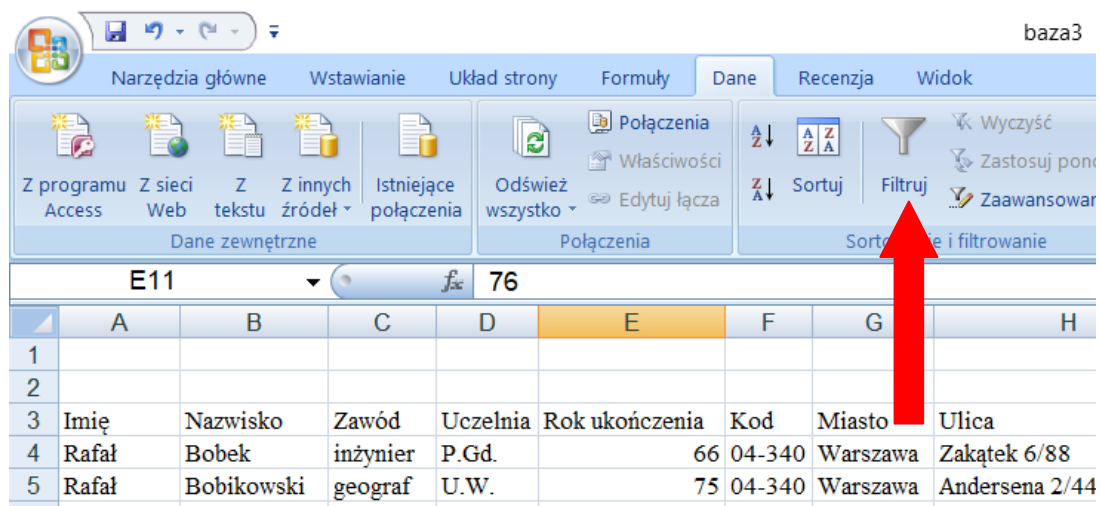 baza3
Narzędzia główne Wstawianie Układ strony Formuły Dane Recenzja Widok
Z programu Access
Z sieci Web
Z tekstu
Z innych źródeł
Istniejące połączenia
Dane zewnętrzne
Odśwież wszystko
Połączenia
Właściwości
Edytuj łącza
Połączenia
Sortuj
Filtruj
Wyczyść
Zastosuj
Zaawansowan
i filtrowanie
E11 fx 76
A B C D E F G H
1
2
3 Imię Nazwisko Zawód Uczelnia Rok ukończenia Kod Miasto Ulica
4 Rafał Bobek inżynier P.Gd. 66 04-340 Warszawa Zakątek 6/88
5 Rafał Bobikowski geograf U.W. 75 04-340 Warszawa Andersena 2/44